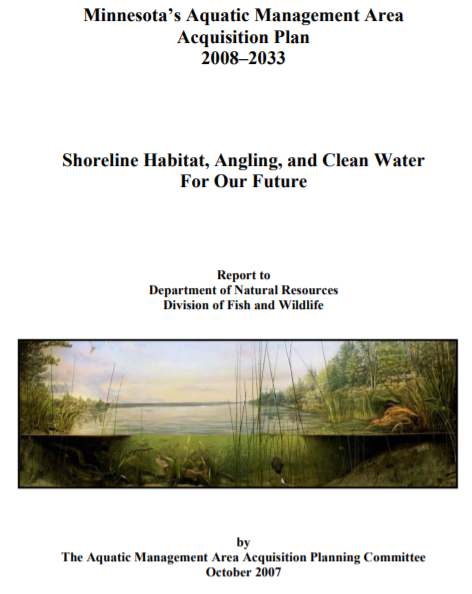 Minnesota’s Aquatic Management Area
Acquisition Plan
2008–2033
Shoreline Habitat, Angling, and Clean Water
For Our Future
Report to
Department of Natural Resources
Division of Fish and Wildlife
by
The Aquatic Management Area Acquisition Planning Committee
October 2007